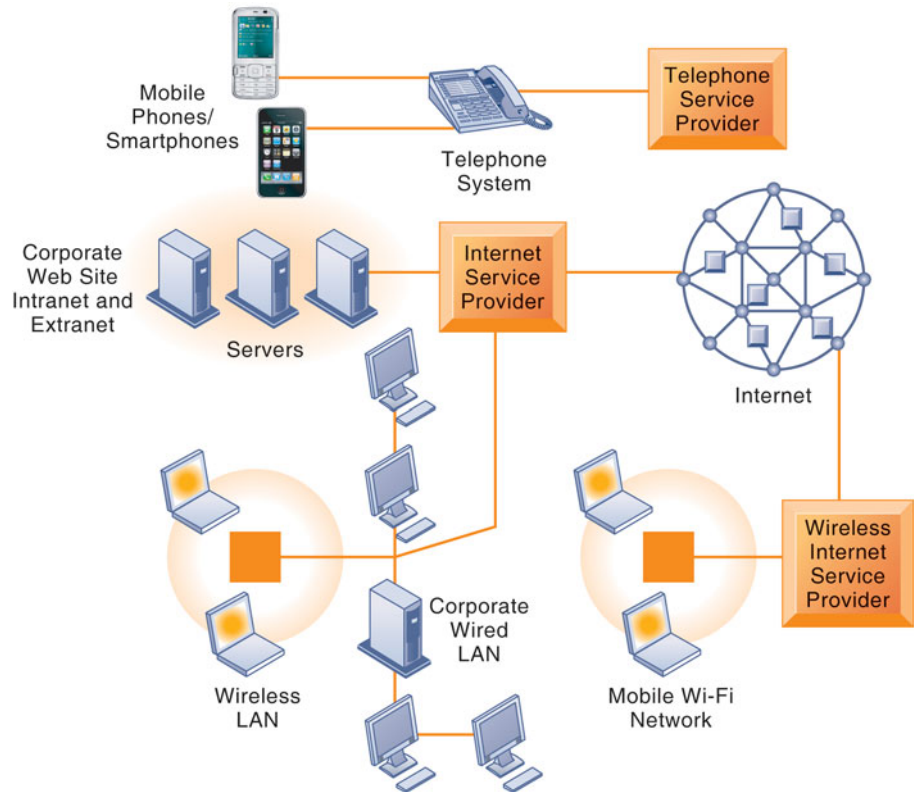 Mobile
Phones/
Smartphones
Telephone
System
Telephone
Service
Provider
Corporate
Web Site
Intranet and
Extranet
Servers
Internet
Service
Provider
Internet
Wireless
LAN
Corporate
Wired
LAN
Mobile Wi-Fi
Network
Wireless
Internet
Service
Provider